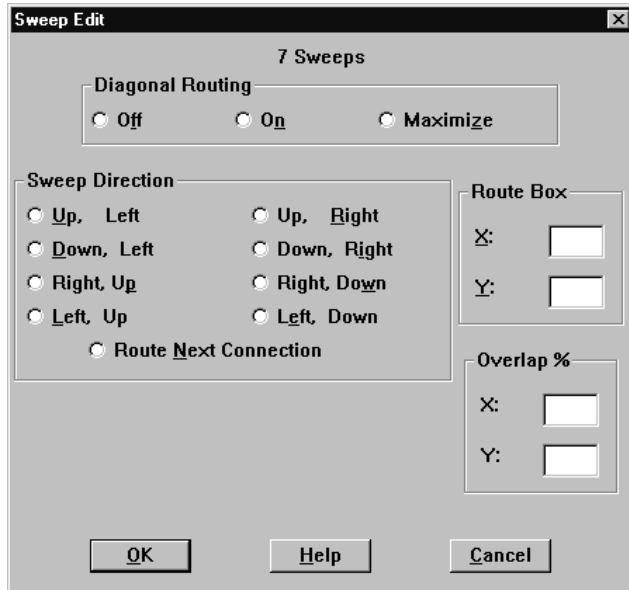 Sweep Edit
7 Sweeps
Diagonal Routing
Off On Maximize
Sweep Direction
Up, Left Up, Right
Down, Left Down, Right
Right, Up Right, Down
Left, Up Left, Down
Route Next Connection
Route Box
X:
Y:
Overlap %
X:
Y:
OK Help Cancel